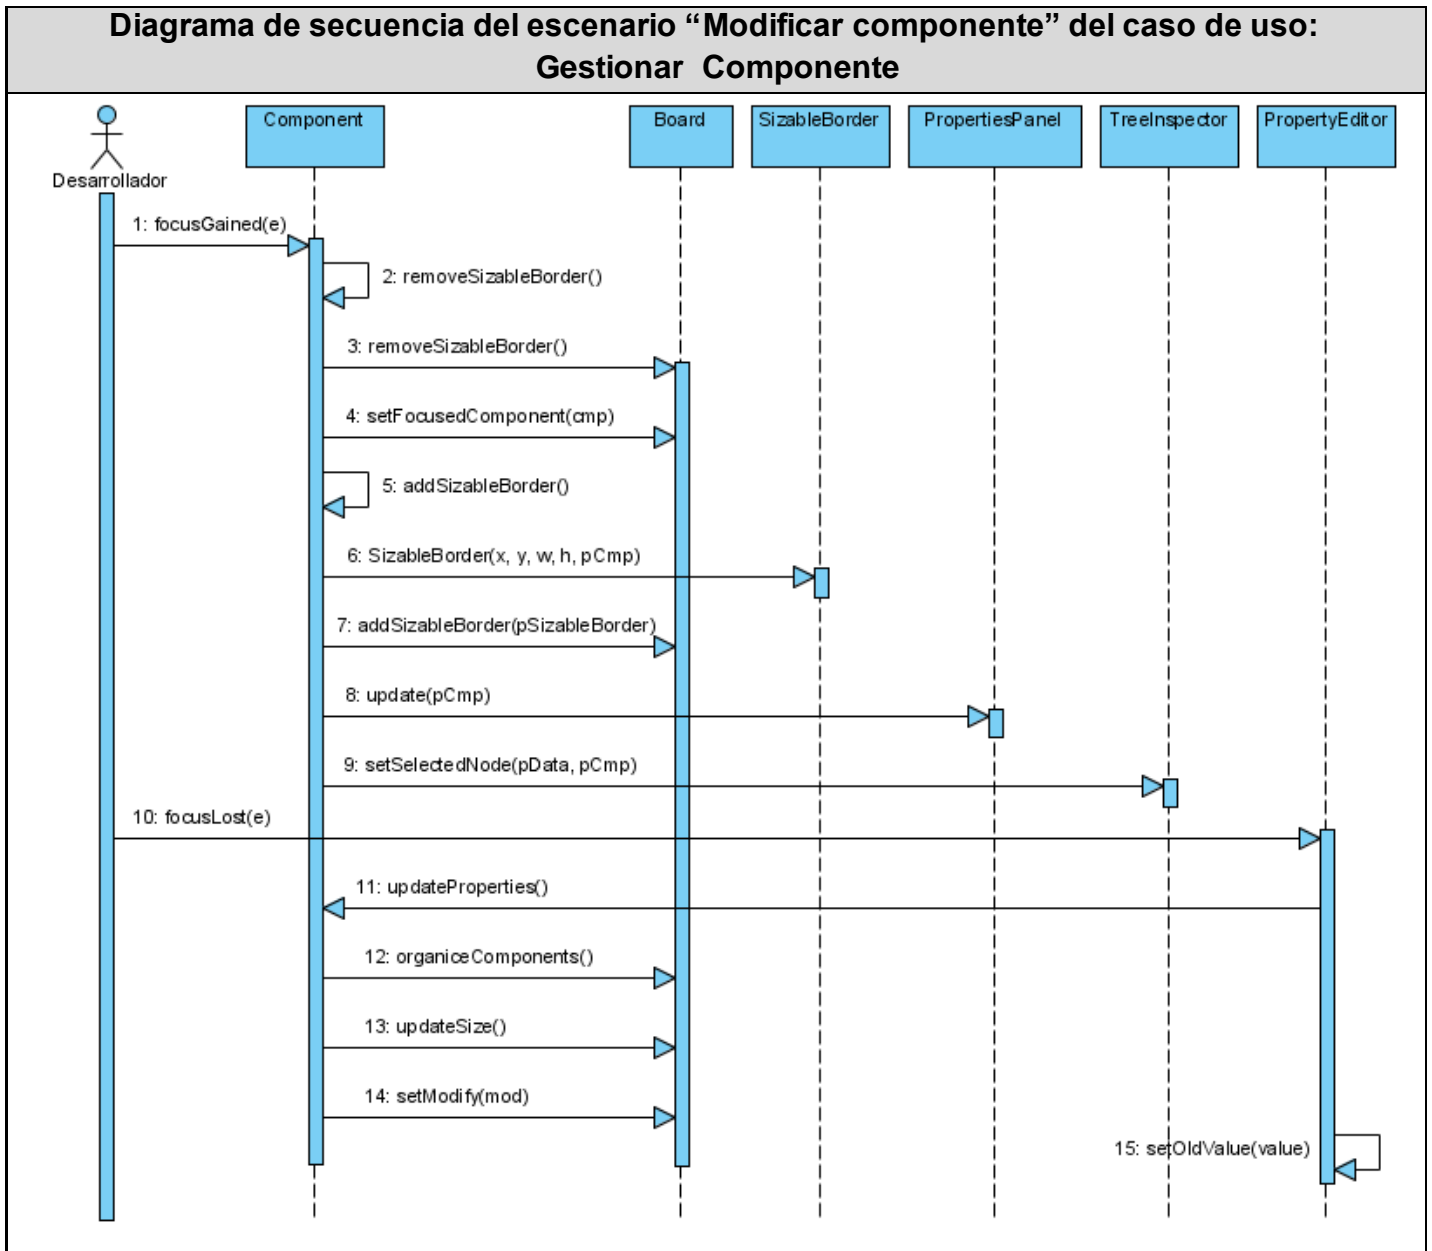 Diagrama de secuencia del escenario “Modificar componente” del caso de uso:
Gestionar Componente
Component
Board
SizableBorder
PropertiesPanel
TreeInspector
PropertyEditor
Desarrollador
1: focusGained(e)
2: removeSizableBorder()
3: removeSizableBorder()
4: setFocusedComponent(cmp)
5: addSizableBorder()
6: SizableBorder(x, y, w, h, pCmp)
7: addSizableBorder(pSizableBorder)
8: update(pCmp)
9: setSelectedNode(pData, pCmp)
10: focusLost(e)
11: updateProperties()
12: organiceComponents()
13: updateSize()
14: setModify(mod)
15: setOldValue(value)